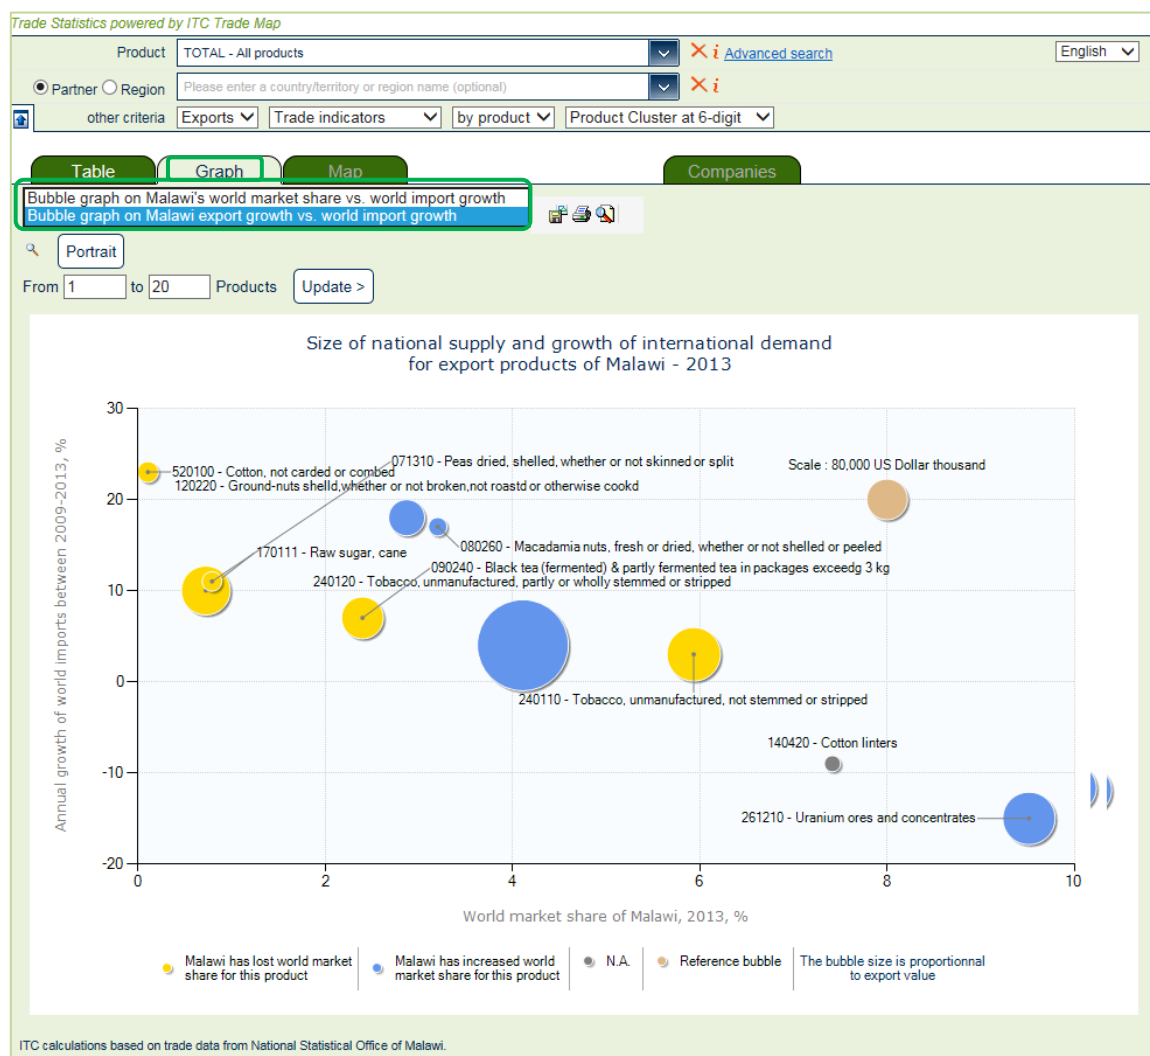 Trade Statistics powered by ITC Trade Map
Product TOTAL - All products Advanced search English
Partner Region Please enter a country/territory or region name (optional)
other criteria Exports Trade indicators by product Product Cluster at 6-digit
Table Graph Map Companies
Bubble graph on Malawi's world market share vs. world import growth
Bubble graph on Malawi export growth vs. world import growth
Portrait
From 1 to 20 Products Update >
Size of national supply and growth of international demand
for export products of Malawi - 2013
Annual growth of world imports between 2009-2013, %
30
20
10
0
-10
-20
071310 - Peas dried, shelled, whether or not skinned or split
Scale : 80,000 US Dollar thousand
520100 - Cotton, not carded or combed
120220 - Ground-nuts shelld,whether or not broken,not roastd or otherwise cookd
170111 - Raw sugar, cane
080260 - Macadamia nuts, fresh or dried, whether or not shelled or peeled
090240 - Black tea (fermented) & partly fermented tea in packages exceedg 3 kg
240120 - Tobacco, unmanufactured, partly or wholly stemmed or stripped
240110 - Tobacco, unmanufactured, not stemmed or stripped
140420 - Cotton linters
261210 - Uranium ores and concentrates
0 2 4 6 8 10
World market share of Malawi, 2013, %
Malawi has lost world market
share for this product
Malawi has increased world
market share for this product
N.A.
Reference bubble
The bubble size is proportionnal
to export value
ITC calculations based on trade data from National Statistical Office of Malawi.